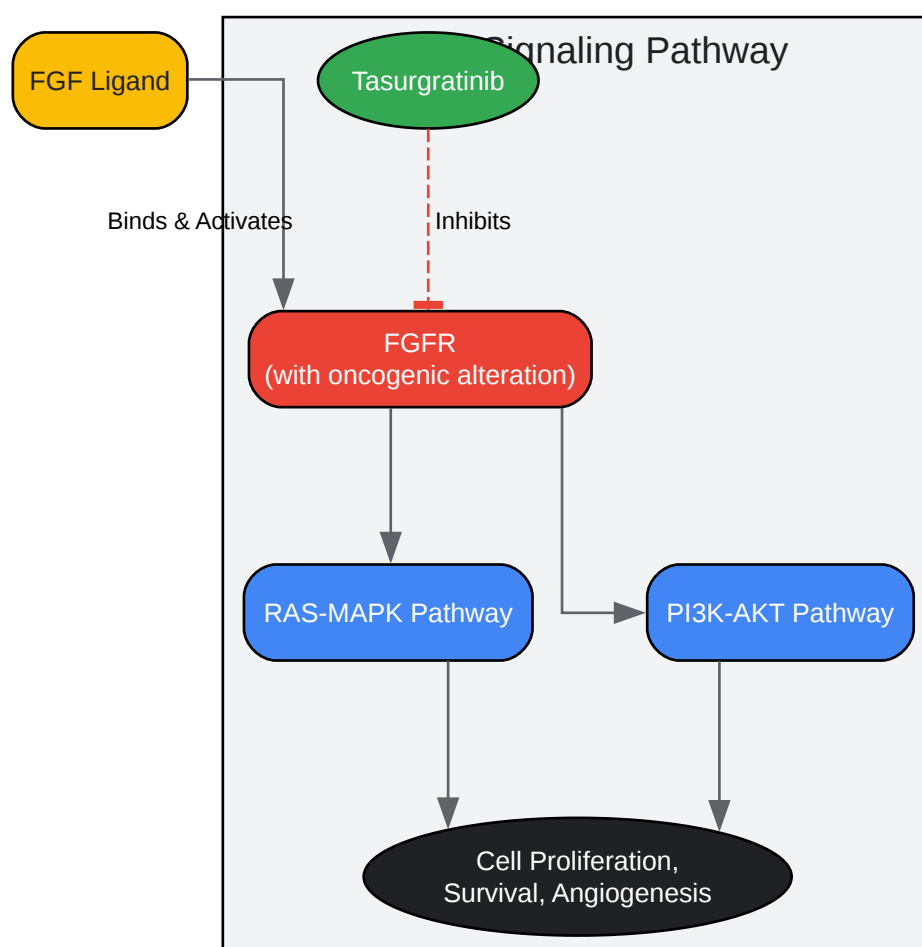 Signaling Pathway
FGF Ligand
Tasurgratinib
Binds & Activates
Inhibits
FGFR
(with oncogenic alteration)
RAS-MAPK Pathway
PI3K-AKT Pathway
Cell Proliferation,
Survival, Angiogenesis